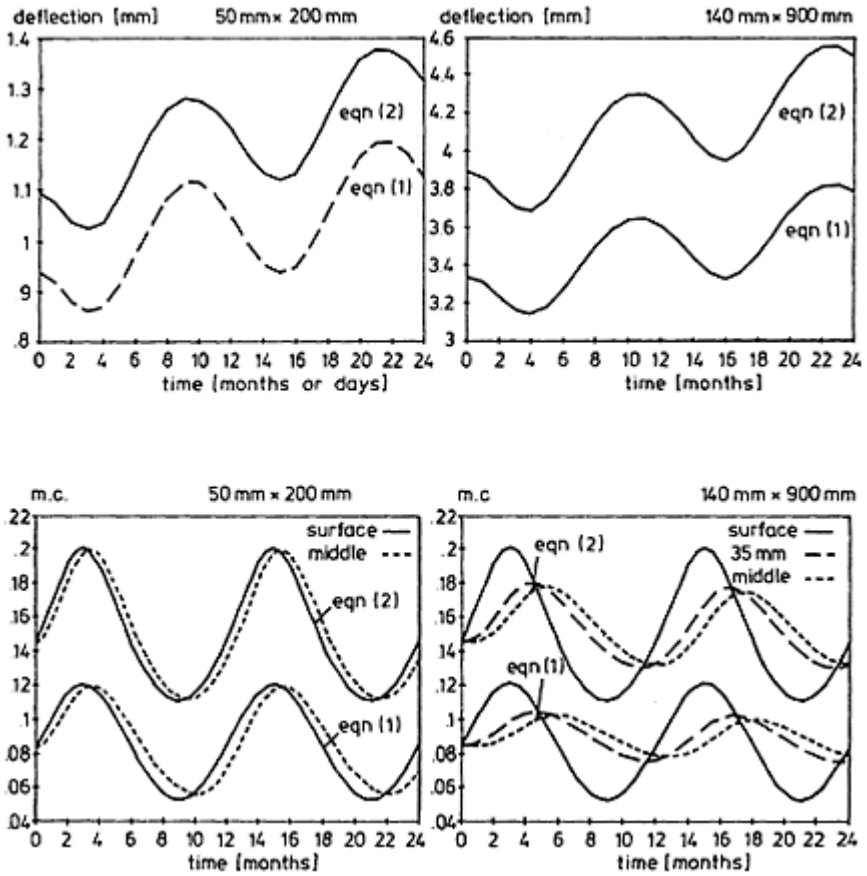 deflection [mm] 50 mm × 200 mm
1.4
1.3
1.2
1.1
1
.9
.8
eqn (2)
eqn (1)
0 2 4 6 8 10 12 14 16 18 20 22 24
time [months or days]
deflection [mm] 140 mm × 900 mm
4.6
4.2
3.8
3.4
3.2
3
eqn (2)
eqn (1)
0 2 4 6 8 10 12 14 16 18 20 22 24
time [months]
m.c. 50 mm × 200 mm
.22
.2
.18
.16
.14
.12
.1
.08
.06
.04
surface
middle
eqn (2)
eqn (1)
0 2 4 6 8 10 12 14 16 18 20 22 24
time [months]
m.c 140 mm × 900 mm
.22
.2
.18
.16
.14
.12
.1
.08
.06
.04
surface
35 mm
middle
eqn (2)
eqn (1)
0 2 4 6 8 10 12 14 16 18 20 22 24
time [months]